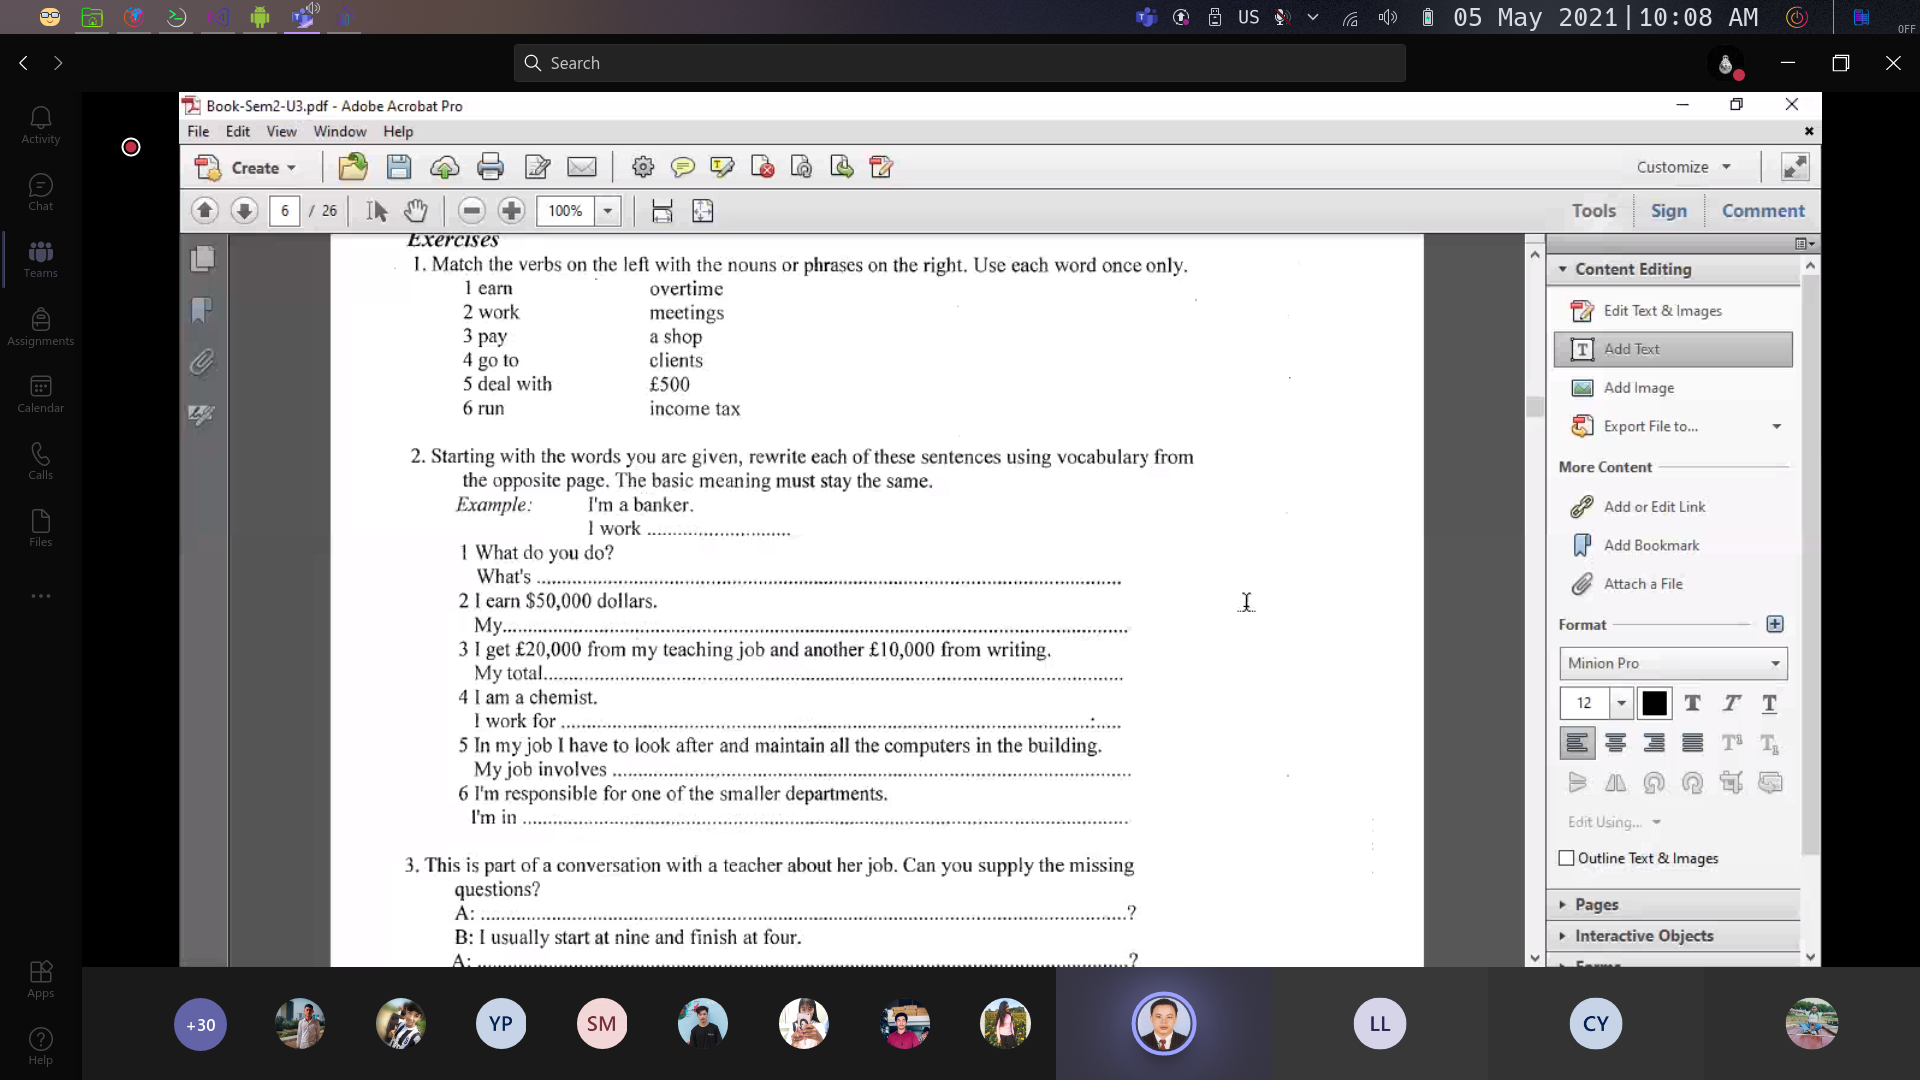 US
05 May 2021|10:08 AM
OFF
Search
Activity
Chat
Teams
Assignments
Calendar
Calls
Files
Apps
Help
Book-Sem2-U3.pdf - Adobe Acrobat Pro
File Edit View Window Help
Create
Customize
6 / 26
100%
Tools Sign Comment
Exercises
1. Match the verbs on the left with the nouns or phrases on the right. Use each word once only.
1 earn overtime
2 work meetings
3 pay a shop
4 go to clients
5 deal with £500
6 run income tax
2. Starting with the words you are given, rewrite each of these sentences using vocabulary from
the opposite page. The basic meaning must stay the same.
Example: I'm a banker.
I work ..........................
1 What do you do?
What's ..........................
2 I earn $50,000 dollars.
My..........................
3 I get £20,000 from my teaching job and another £10,000 from writing.
My total..........................
4 I am a chemist.
I work for ..........................
5 In my job I have to look after and maintain all the computers in the building.
My job involves ..........................
6 I'm responsible for one of the smaller departments.
I'm in ..........................
3. This is part of a conversation with a teacher about her job. Can you supply the missing
questions?
A: ..........................?
B: I usually start at nine and finish at four.
A: ..........................?
Content Editing
Edit Text & Images
Add Text
Add Image
Export File to...
More Content
Add or Edit Link
Add Bookmark
Attach a File
Format
Minion Pro
12
Edit Using...
Outline Text & Images
Pages
Interactive Objects
+30
YP
SM
LL
CY